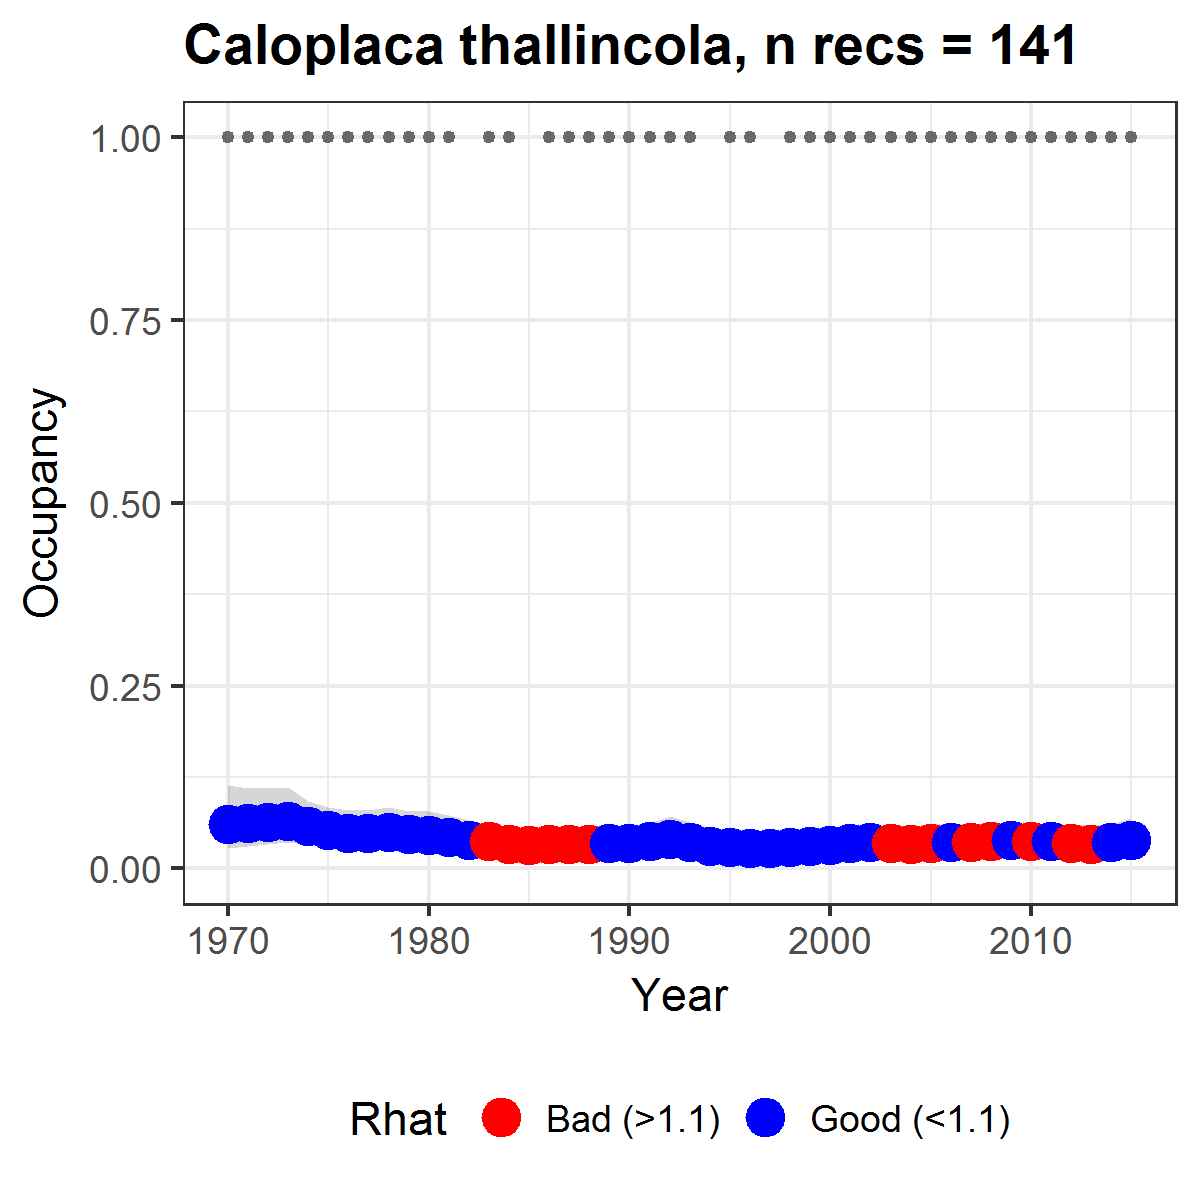 Caloplaca thallincola, n recs = 141
1.00
0.75
0.50
0.25
0.00
Occupancy
1970 1980 1990 2000 2010
Year
Rhat Bad (>1.1) Good (<1.1)